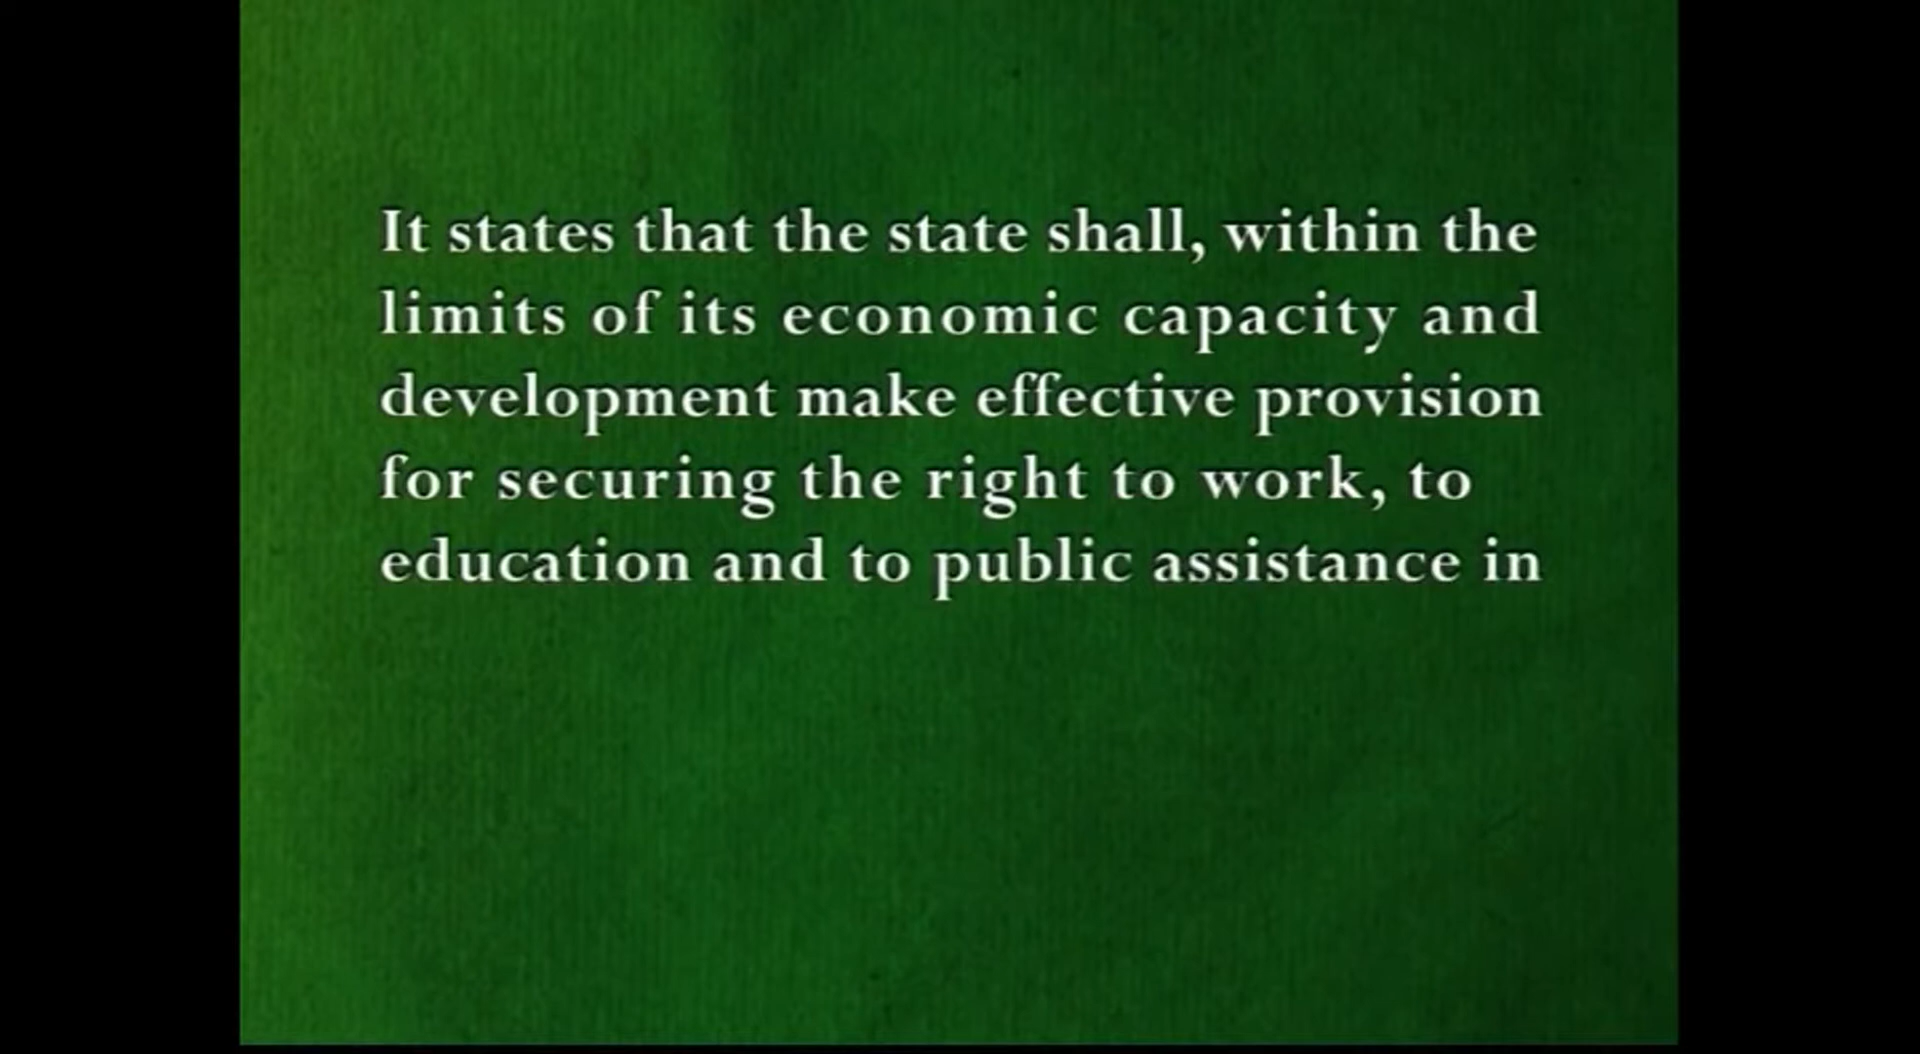 It states that the state shall, within the
limits of its economic capacity and
development make effective provision
for securing the right to work, to
education and to public assistance in